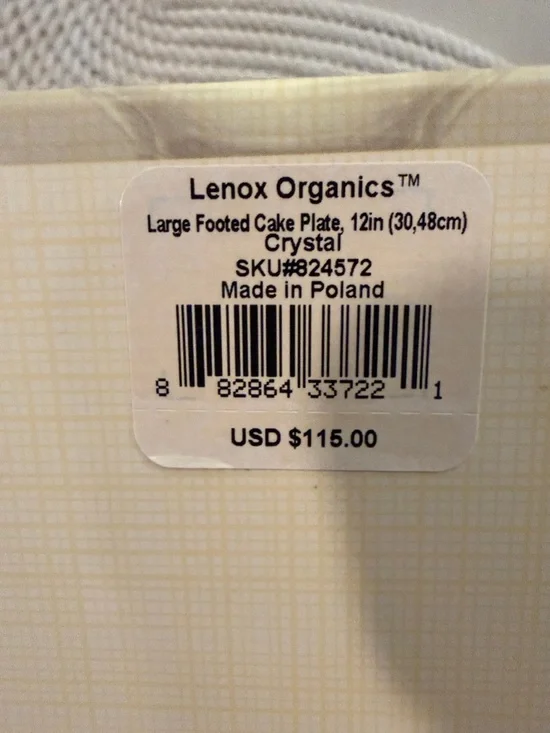 Lenox Organics™
Large Footed Cake Plate, 12in (30,48cm)
Crystal
SKU#824572
Made in Poland
8 82864 33722 1
USD $115.00